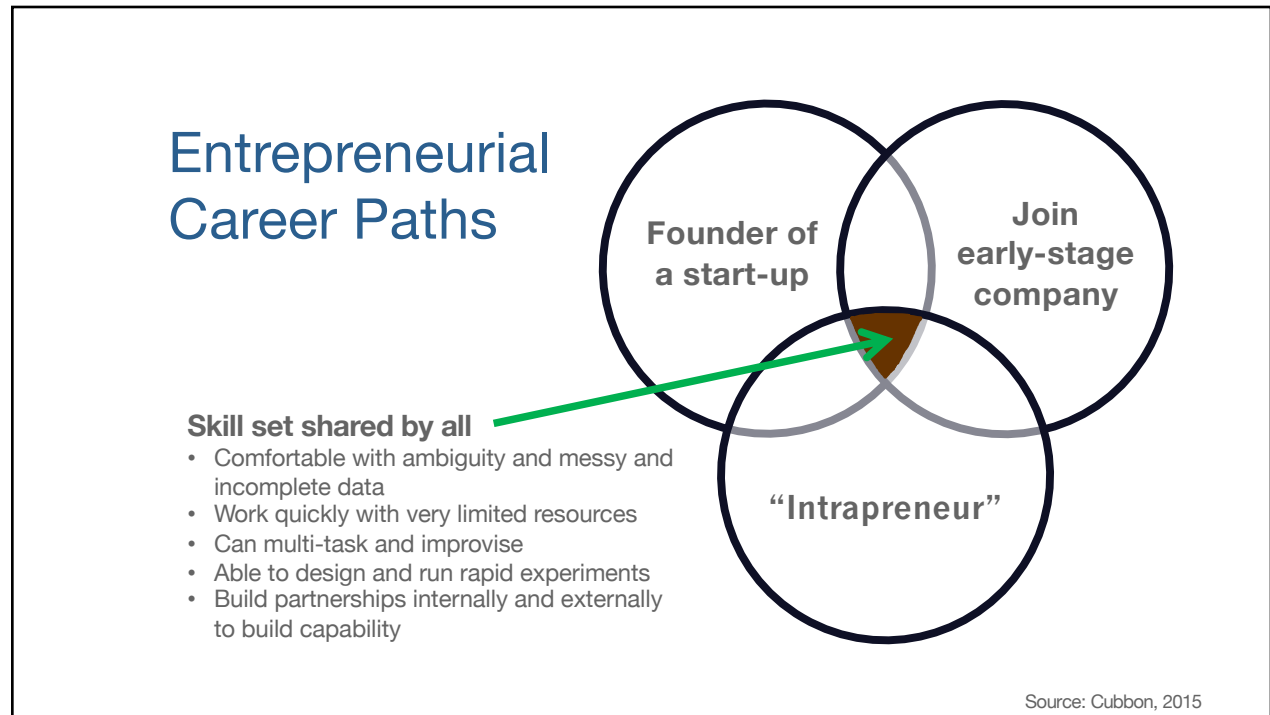 Entrepreneurial
Career Paths
Founder of
a start-up
Join
early-stage
company
Skill set shared by all
• Comfortable with ambiguity and messy and
incomplete data
• Work quickly with very limited resources
• Can multi-task and improvise
• Able to design and run rapid experiments
• Build partnerships internally and externally
to build capability
“Intrapreneur”
Source: Cubbon, 2015